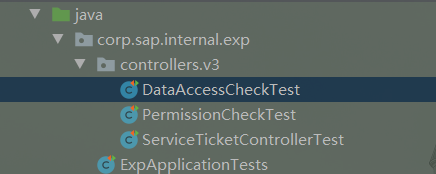 java
corp.sap.internal.exp
controllers.v3
DataAccessCheckTest
PermissionCheckTest
ServiceTicketControllerTest
ExpApplicationTests